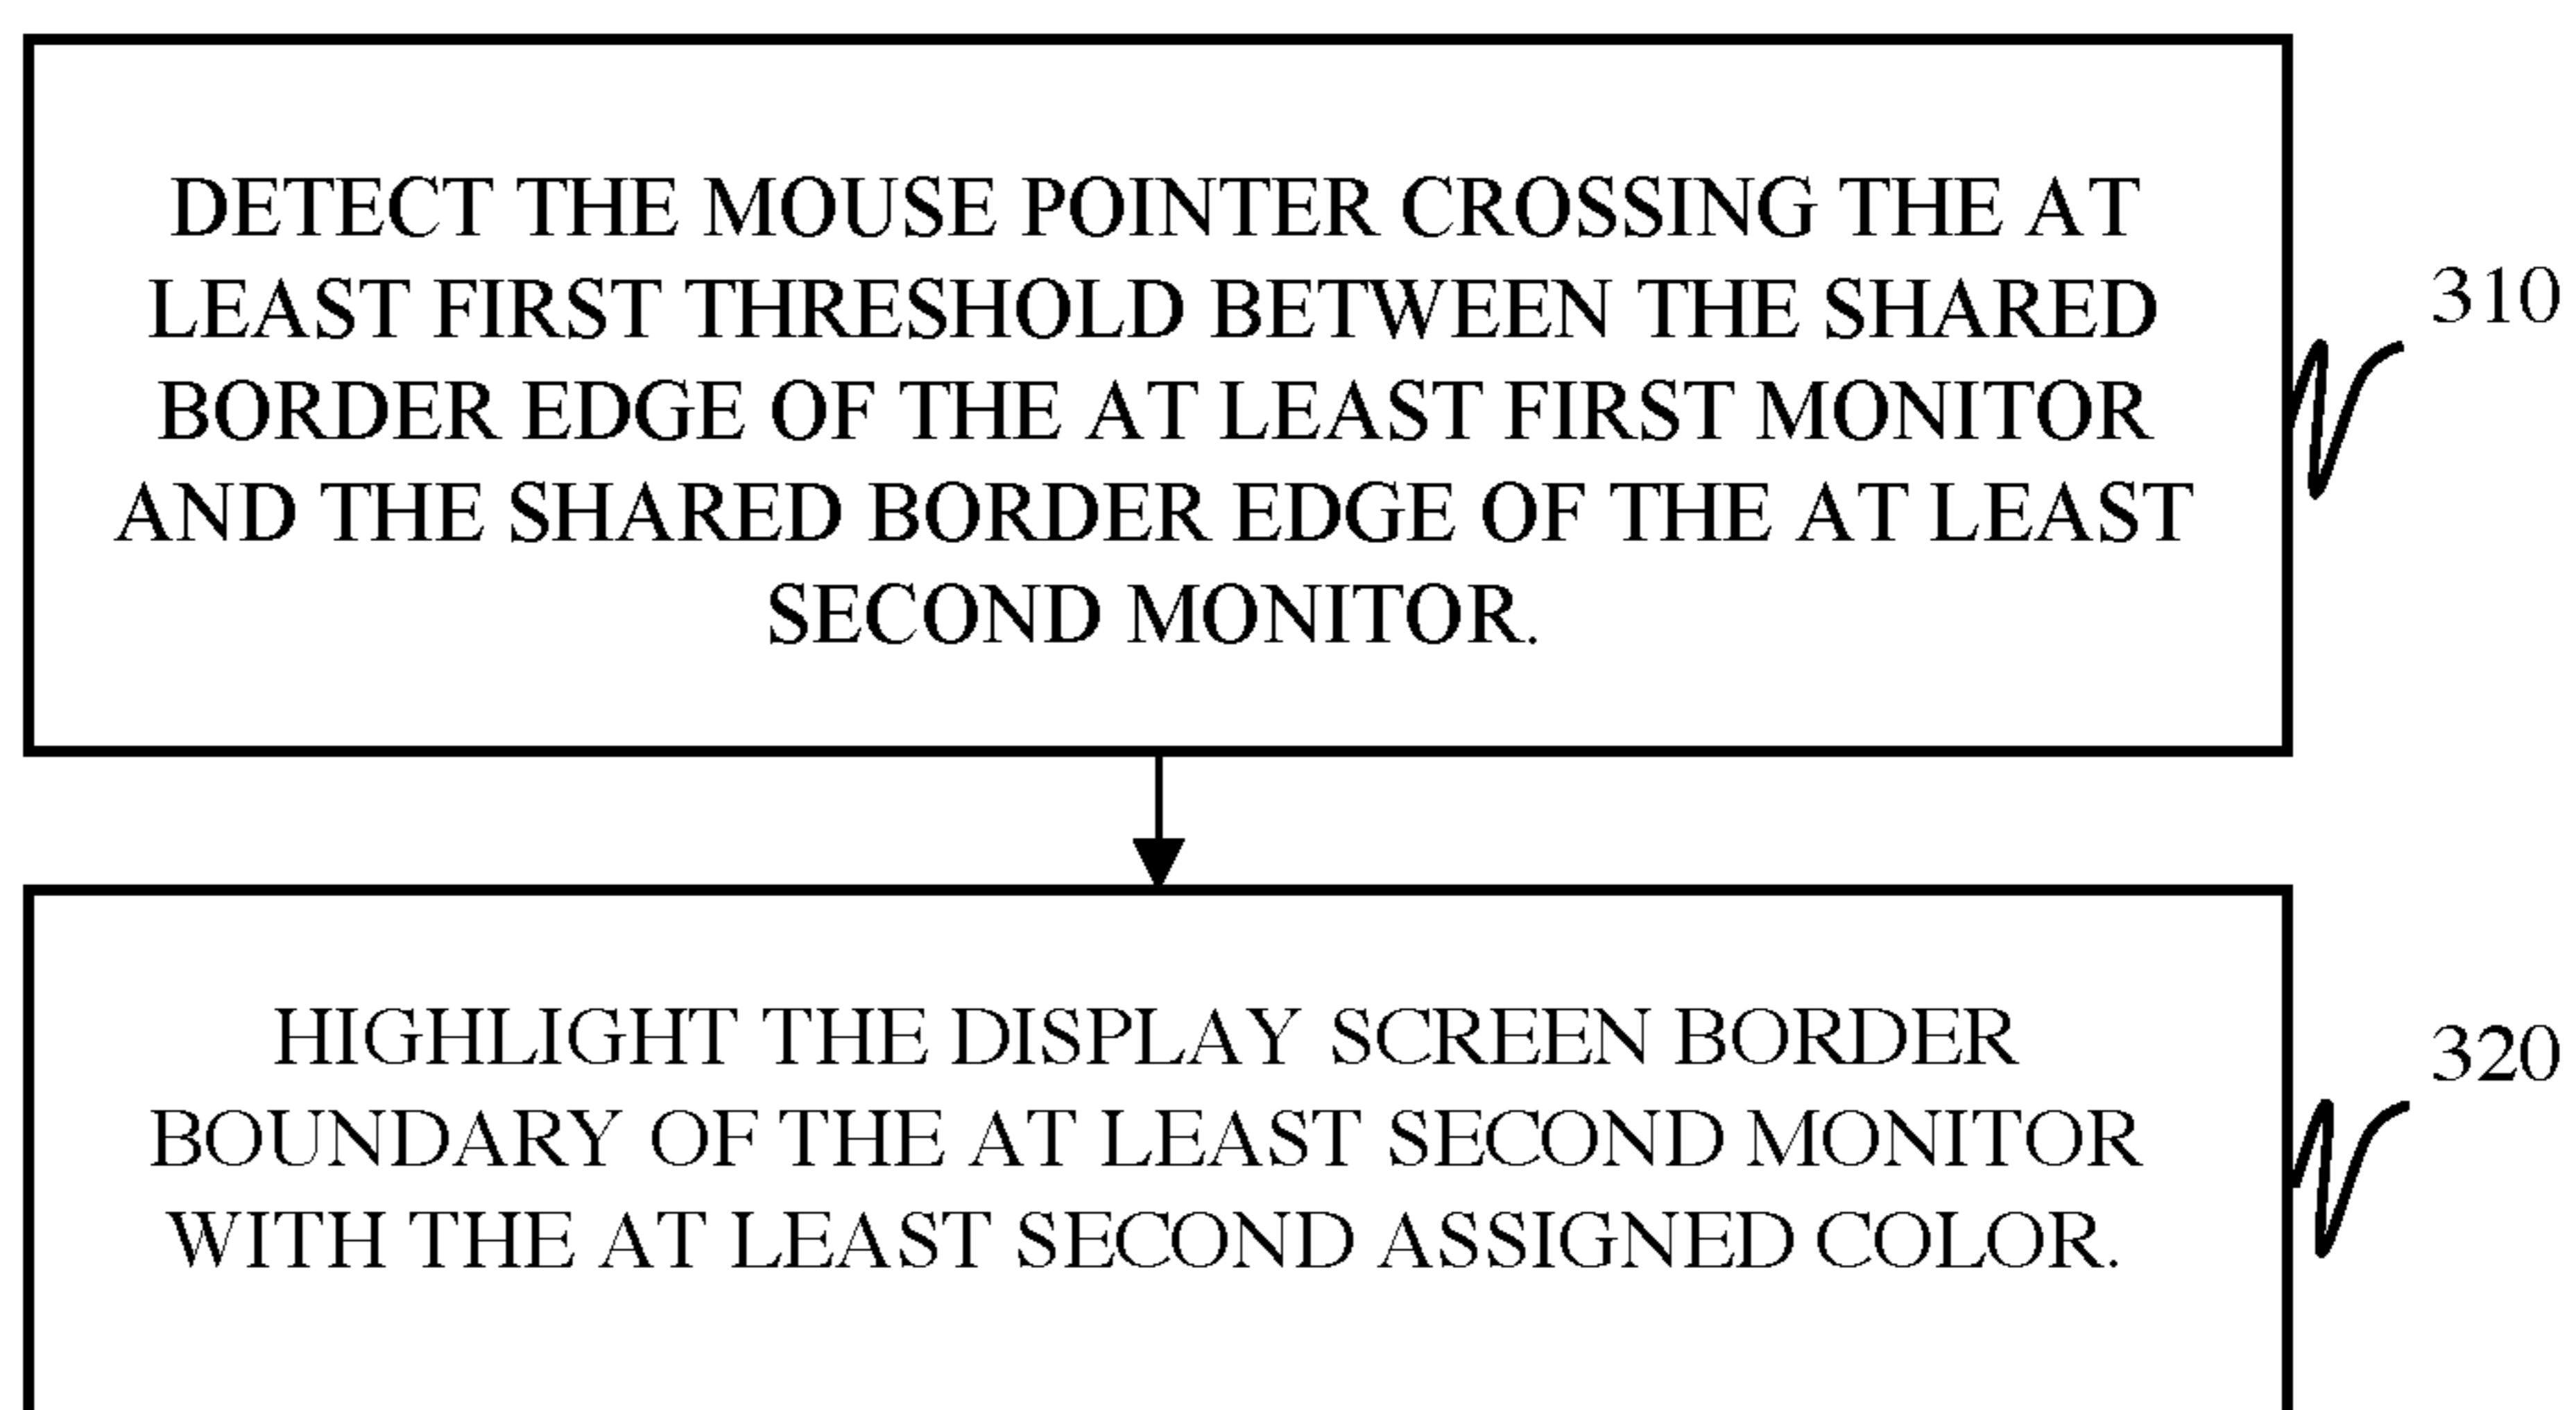 DETECT THE MOUSE POINTER CROSSING THE AT
LEAST FIRST THRESHOLD BETWEEN THE SHARED
BORDER EDGE OF THE AT LEAST FIRST MONITOR
AND THE SHARED BORDER EDGE OF THE AT LEAST
SECOND MONITOR.
310
HIGHLIGHT THE DISPLAY SCREEN BORDER
BOUNDARY OF THE AT LEAST SECOND MONITOR
WITH THE AT LEAST SECOND ASSIGNED COLOR.
320